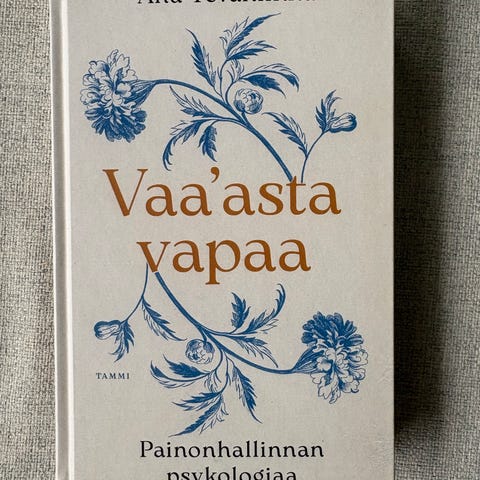 Vaa'asta
vapaa
TAMMI
Painonhallinnan
psykologiaa